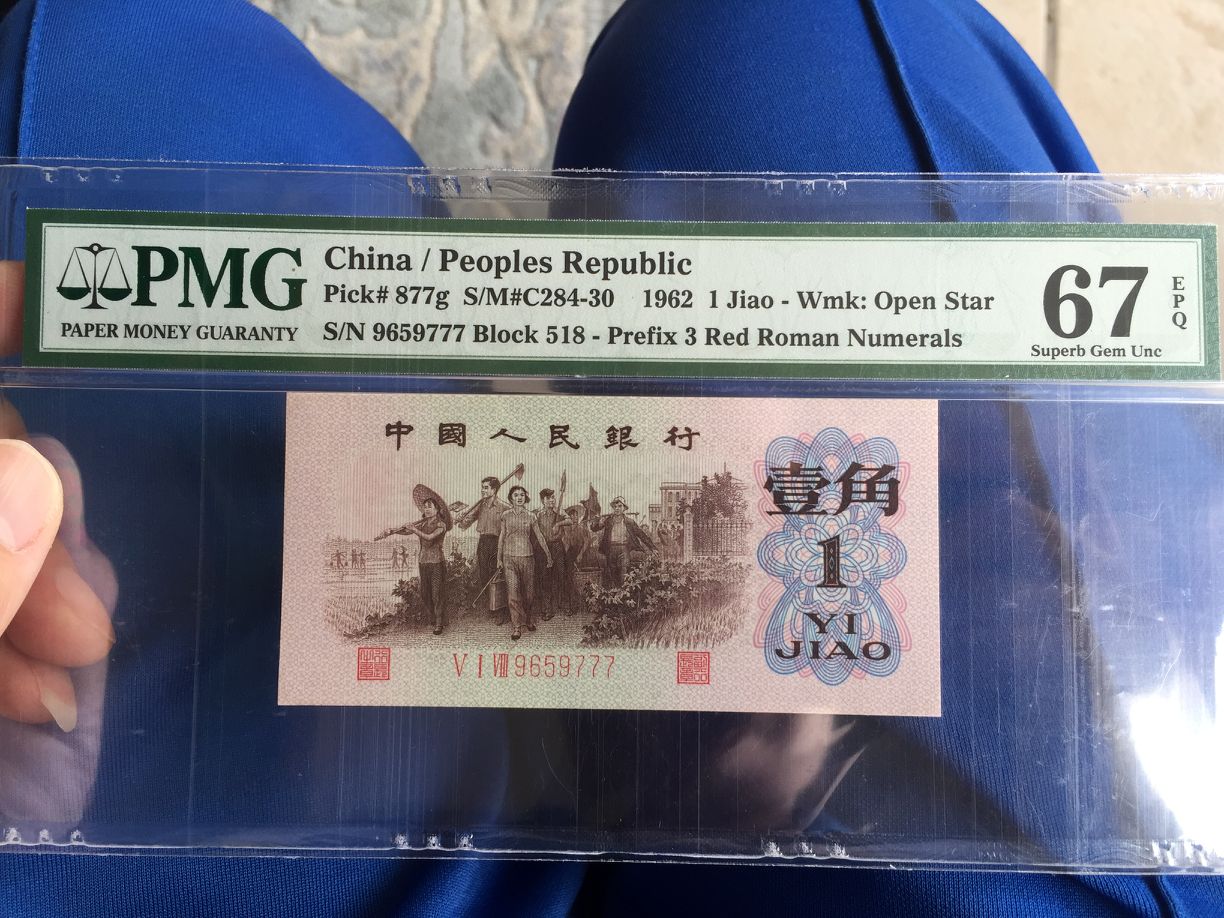 PMG
PAPER MONEY GUARANTY
China / Peoples Republic
Pick# 877g S/M#C284-30 1962 1 Jiao - Wmk: Open Star
S/N 9659777 Block 518 - Prefix 3 Red Roman Numerals
67
EPQ
Superb Gem Unc
中國人民銀行
壹角
1
YI
JIAO
V I VIII 9659777